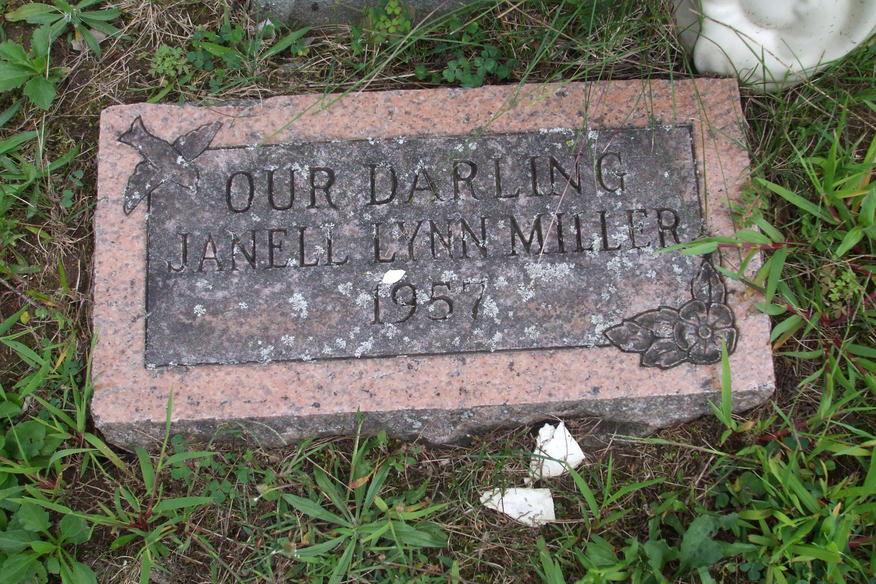 OUR DARLING
JANELL LYNN MILLER
1957